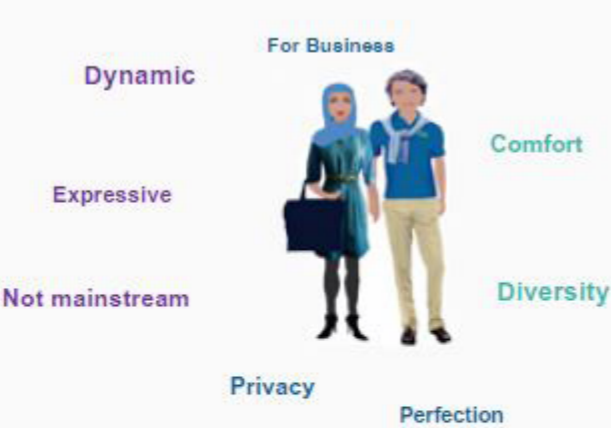 For Business
Dynamic
Comfort
Expressive
Diversity
Not mainstream
Privacy
Perfection